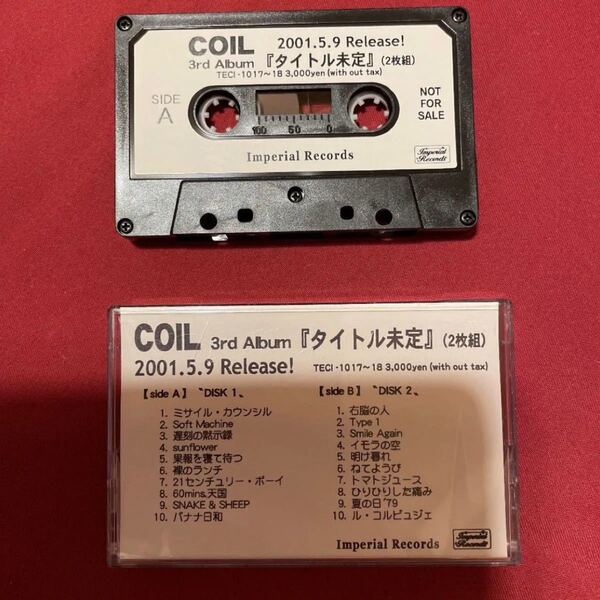 COIL 2001.5.9 Release!
3rd Album『タイトル未定』(2枚組)
TECI-1017~18 3,000yen (with out tax)
SIDE
A
NOT
FOR
SALE
100 50 0
Imperial Records
Imperial
Records
COIL 3rd Album『タイトル未定』(2枚組)
2001.5.9 Release! TECI-1017~18 3,000yen (with out tax)
【side A】 〝DISK 1〟
1. ミサイル・カウンシル
2. Soft Machine
3. 遅刻の黙示録
4. sunflower
5. 果報を寝て待つ
6. 裸のランチ
7. 21センチュリー・ボーイ
8. 60mins.天国
9. SNAKE & SHEEP
10. バナナ日和
【side B】 〝DISK 2〟
1. 右脳の人
2. Type 1
3. Smile Again
4. イモラの空
5. 明け暮れ
6. ねてようび
7. トマトジュース
8. ひりひりした痛み
9. 夏の日'79
10. ル・コルビュジェ
Imperial Records
Imperial
Records